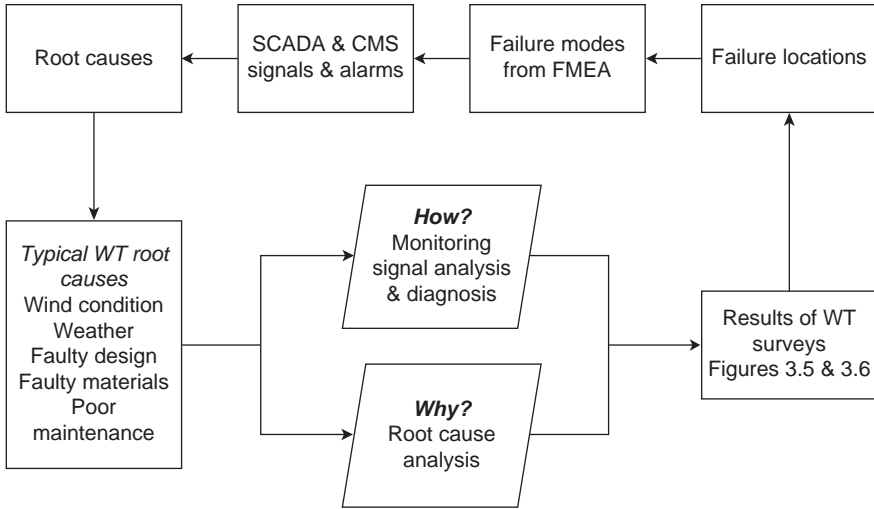 Root causes
SCADA & CMS
signals & alarms
Failure modes
from FMEA
Failure locations
Typical WT root
causes
Wind condition
Weather
Faulty design
Faulty materials
Poor
maintenance
How?
Monitoring
signal analysis
& diagnosis
Why?
Root cause
analysis
Results of WT
surveys
Figures 3.5 & 3.6